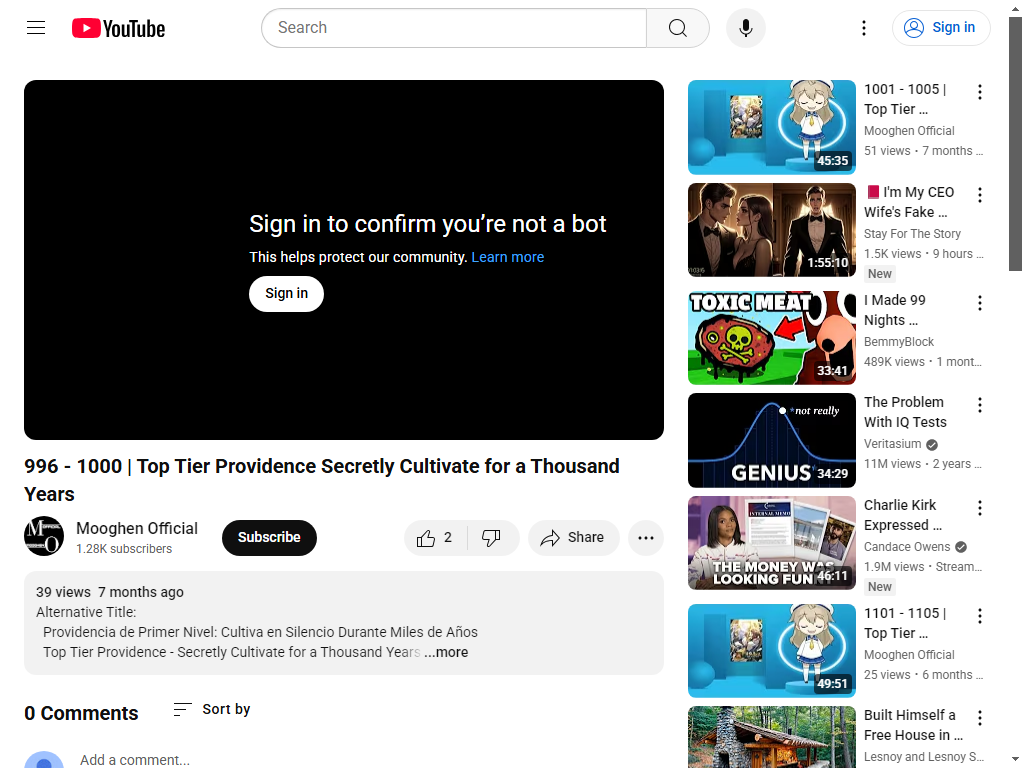 YouTube
Search
Sign in
Sign in to confirm you're not a bot
This helps protect our community. Learn more
Sign in
996 - 1000 | Top Tier Providence Secretly Cultivate for a Thousand
Years
Mooghen Official
1.28K subscribers
Subscribe
2
Share
39 views 7 months ago
Alternative Title:
Providencia de Primer Nivel: Cultiva en Silencio Durante Miles de Años
Top Tier Providence - Secretly Cultivate for a Thousand Years ...more
0 Comments
Sort by
Add a comment...
45:35
1001 - 1005 |
Top Tier ...
Mooghen Official
51 views • 7 months ...
1:55:10
I'm My CEO
Wife's Fake ...
Stay For The Story
1.5K views • 9 hours ...
New
TOXIC MEAT
33:41
I Made 99
Nights ...
BemmyBlock
489K views • 1 mont...
*not really
GENIUS*
34:29
The Problem
With IQ Tests
Veritasium
11M views • 2 years ...
INTERNAL MEMO
THE MONEY WAS
LOOKING FUN
46:11
Charlie Kirk
Expressed ...
Candace Owens
1.9M views • Stream...
New
49:51
1101 - 1105 |
Top Tier ...
Mooghen Official
25 views • 6 months ...
Built Himself a
Free House in ...
Lesnoy and Lesnoy S...